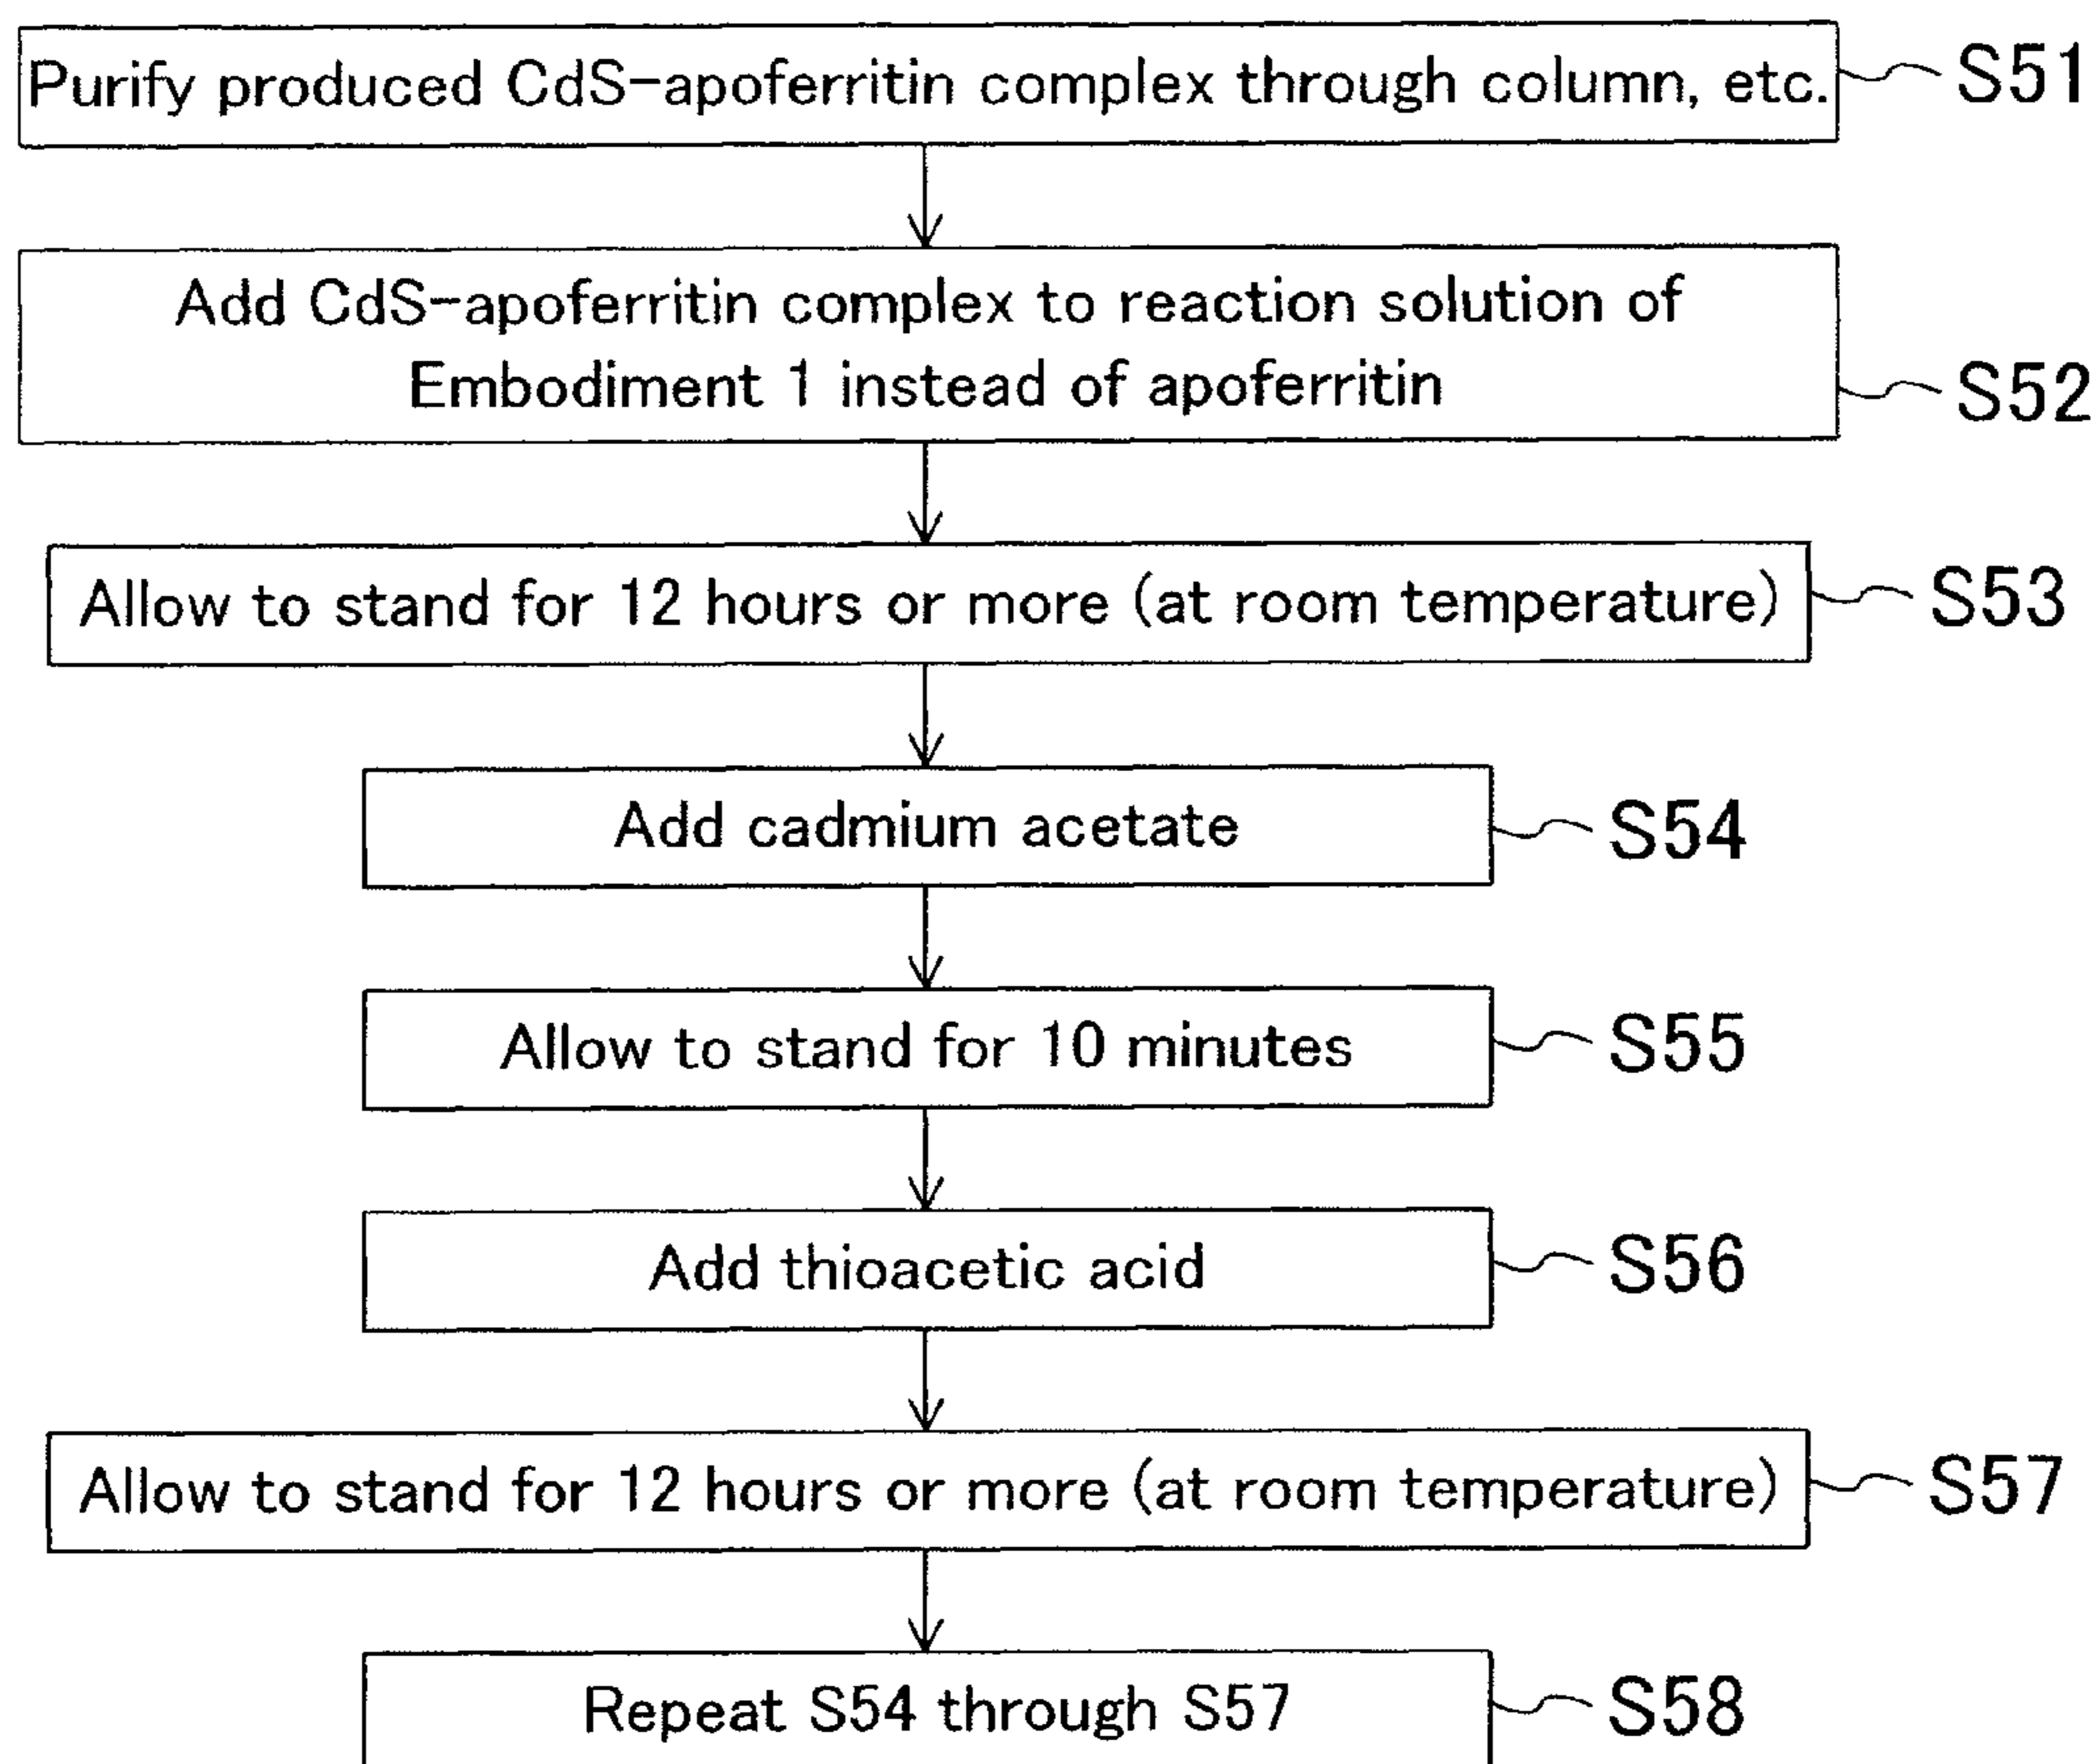 Purify produced CdS-apoferritin complex through column, etc. S51
Add CdS-apoferritin complex to reaction solution of
Embodiment 1 instead of apoferritin S52
Allow to stand for 12 hours or more (at room temperature) S53
Add cadmium acetate S54
Allow to stand for 10 minutes S55
Add thioacetic acid S56
Allow to stand for 12 hours or more (at room temperature) S57
Repeat S54 through S57 S58